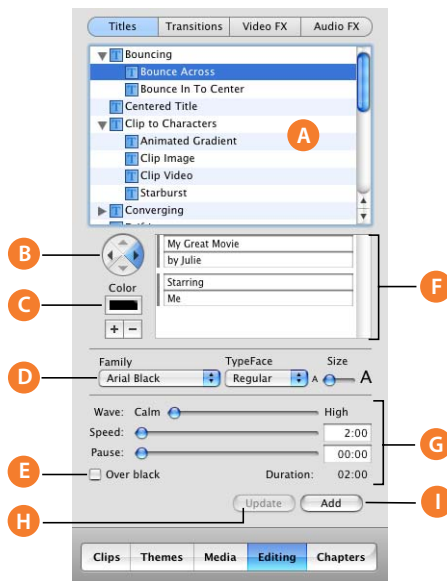 Titles Transitions Video FX Audio FX
Bouncing
Bounce Across
Bounce In To Center
Centered Title
Clip to Characters
Animated Gradient
Clip Image
Clip Video
Starburst
Converging
A
B
Color
C
+ −
My Great Movie
by Julie
Starring
Me
F
Family TypeFace Size
D
Arial Black Regular A A
Wave: Calm High
Speed: 2:00
Pause: 00:00
G
E
Over black Duration: 02:00
Update Add
H
I
Clips Themes Media Editing Chapters